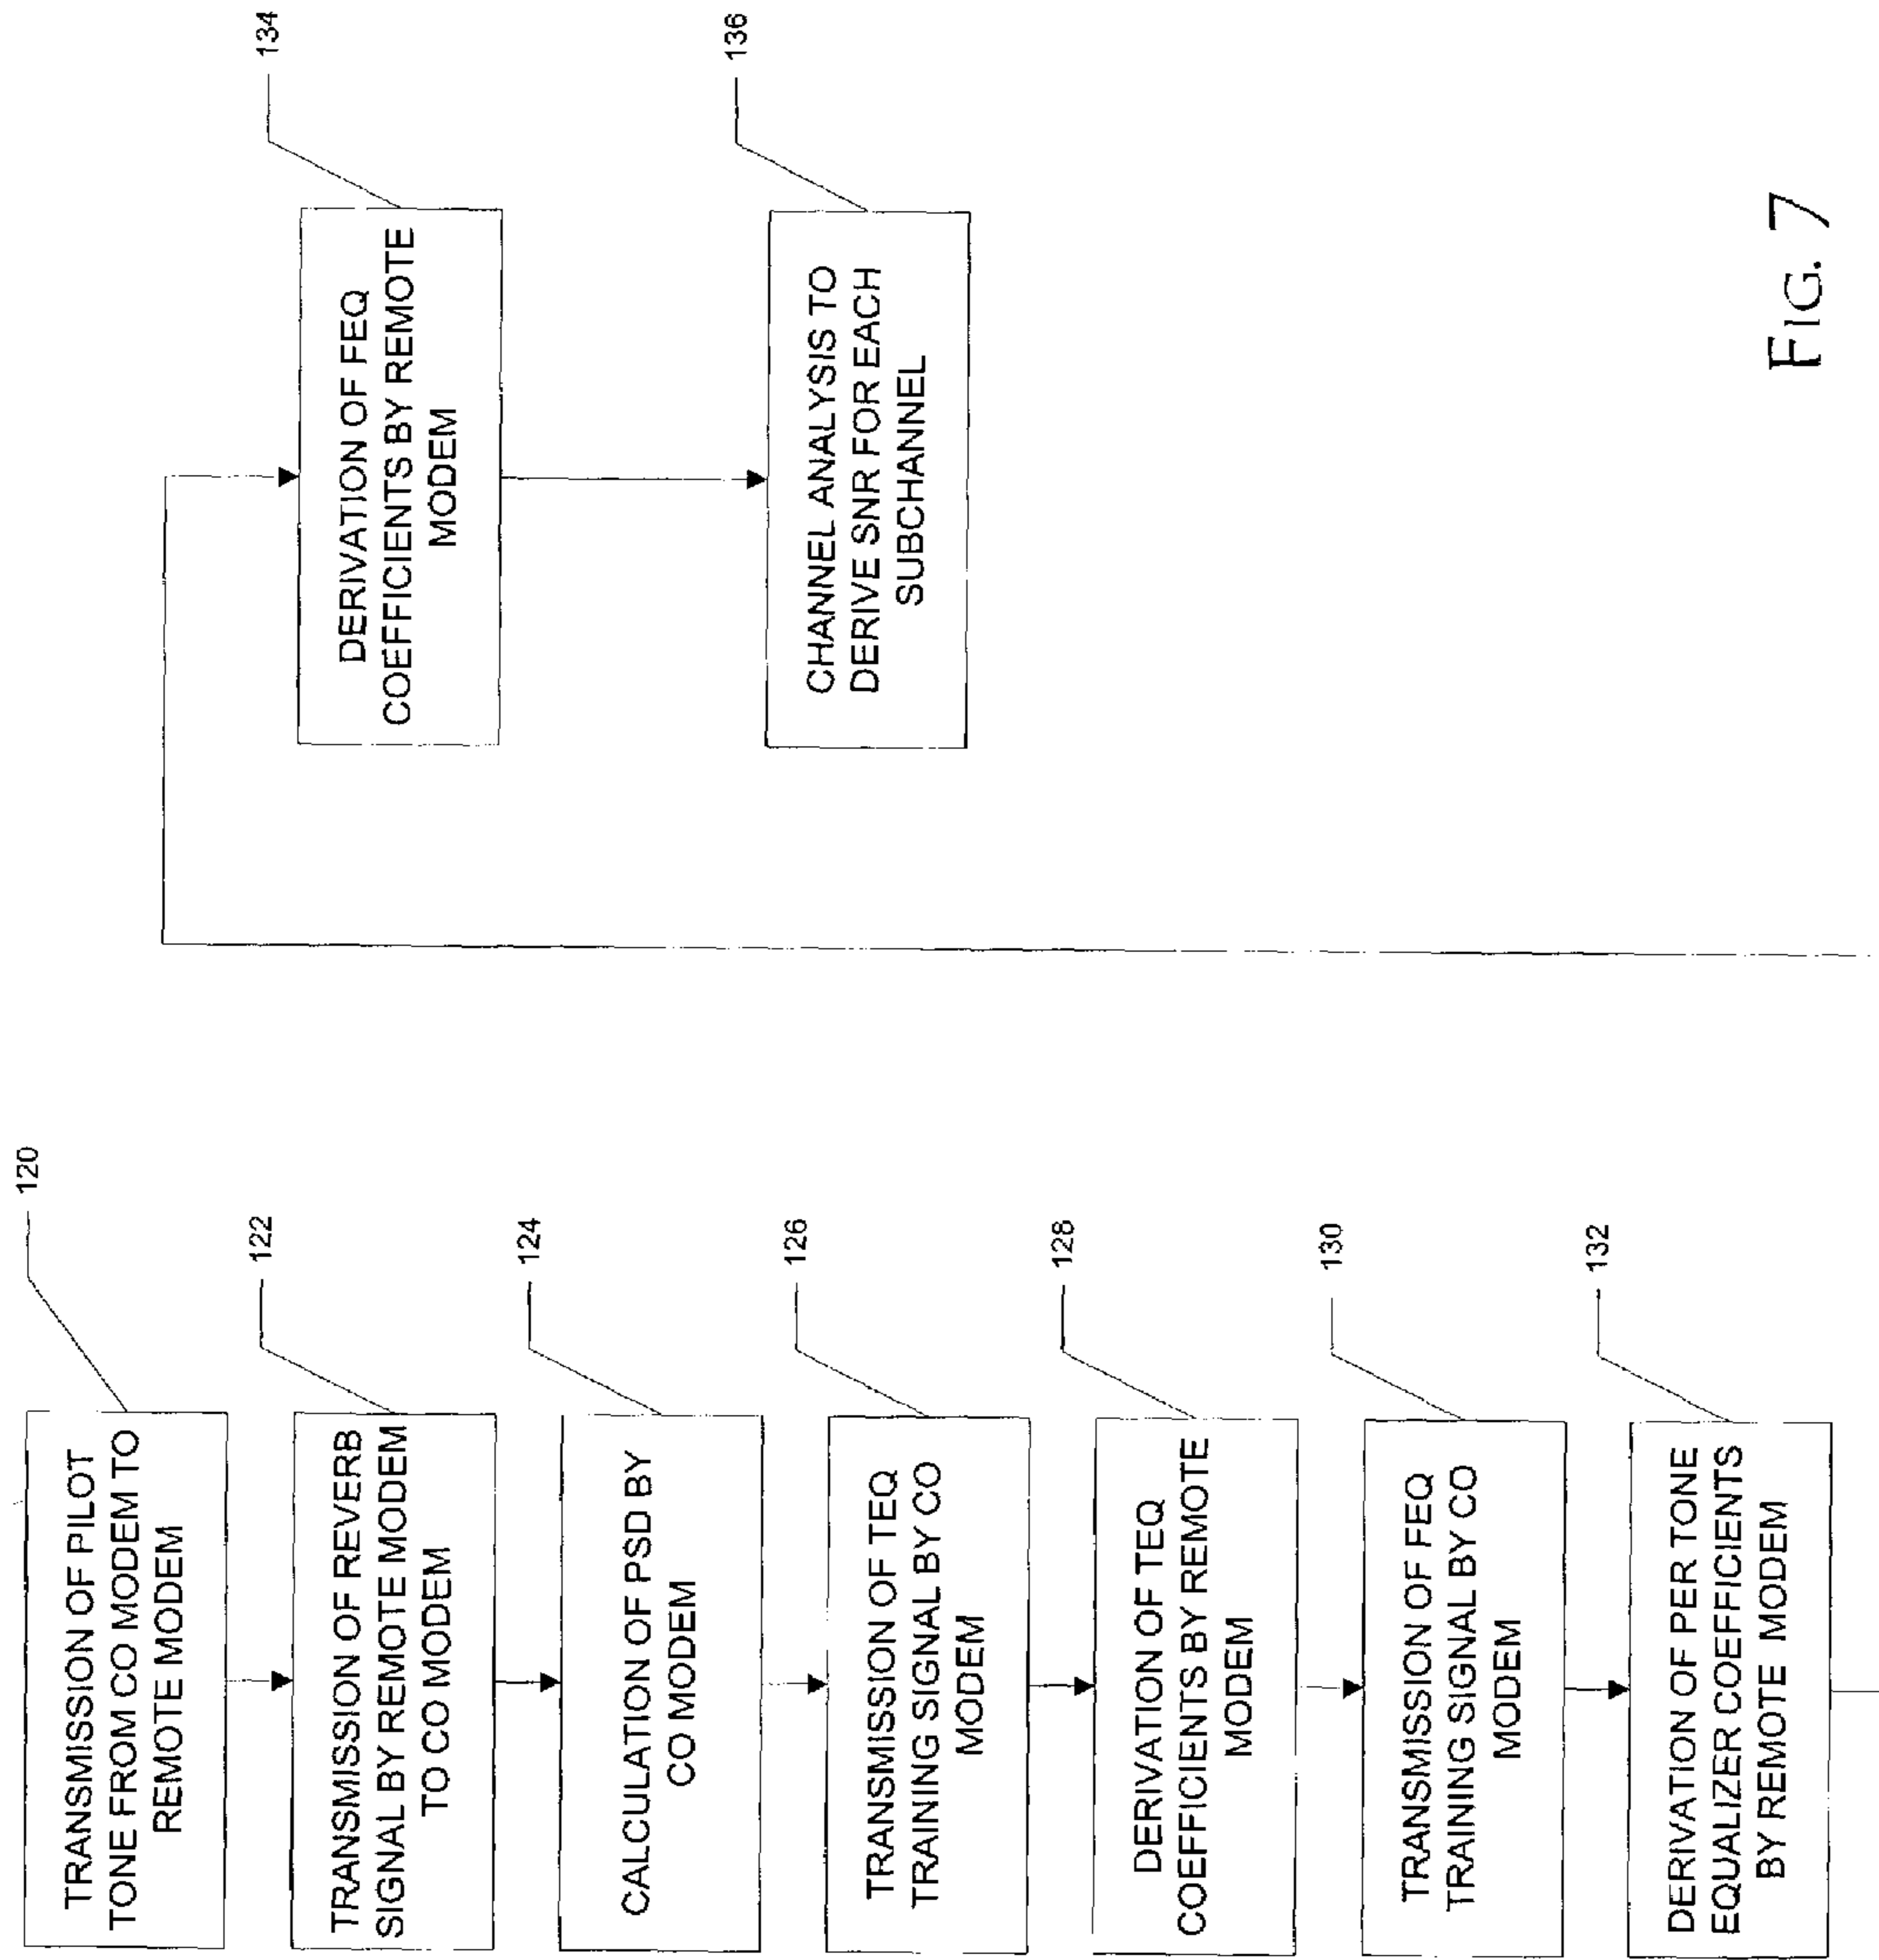 120
TRANSMISSION OF PILOT
TONE FROM CO MODEM TO
REMOTE MODEM
122
TRANSMISSION OF REVERB
SIGNAL BY REMOTE MODEM
TO CO MODEM
124
CALCULATION OF PSD BY
CO MODEM
126
TRANSMISSION OF TEQ
TRAINING SIGNAL BY CO
MODEM
128
DERIVATION OF TEQ
COEFFICIENTS BY REMOTE
MODEM
130
TRANSMISSION OF FEQ
TRAINING SIGNAL BY CO
MODEM
132
DERIVATION OF PER TONE
EQUALIZER COEFFICIENTS
BY REMOTE MODEM
134
DERIVATION OF FEQ
COEFFICIENTS BY REMOTE
MODEM
136
CHANNEL ANALYSIS TO
DERIVE SNR FOR EACH
SUBCHANNEL
FIG. 7